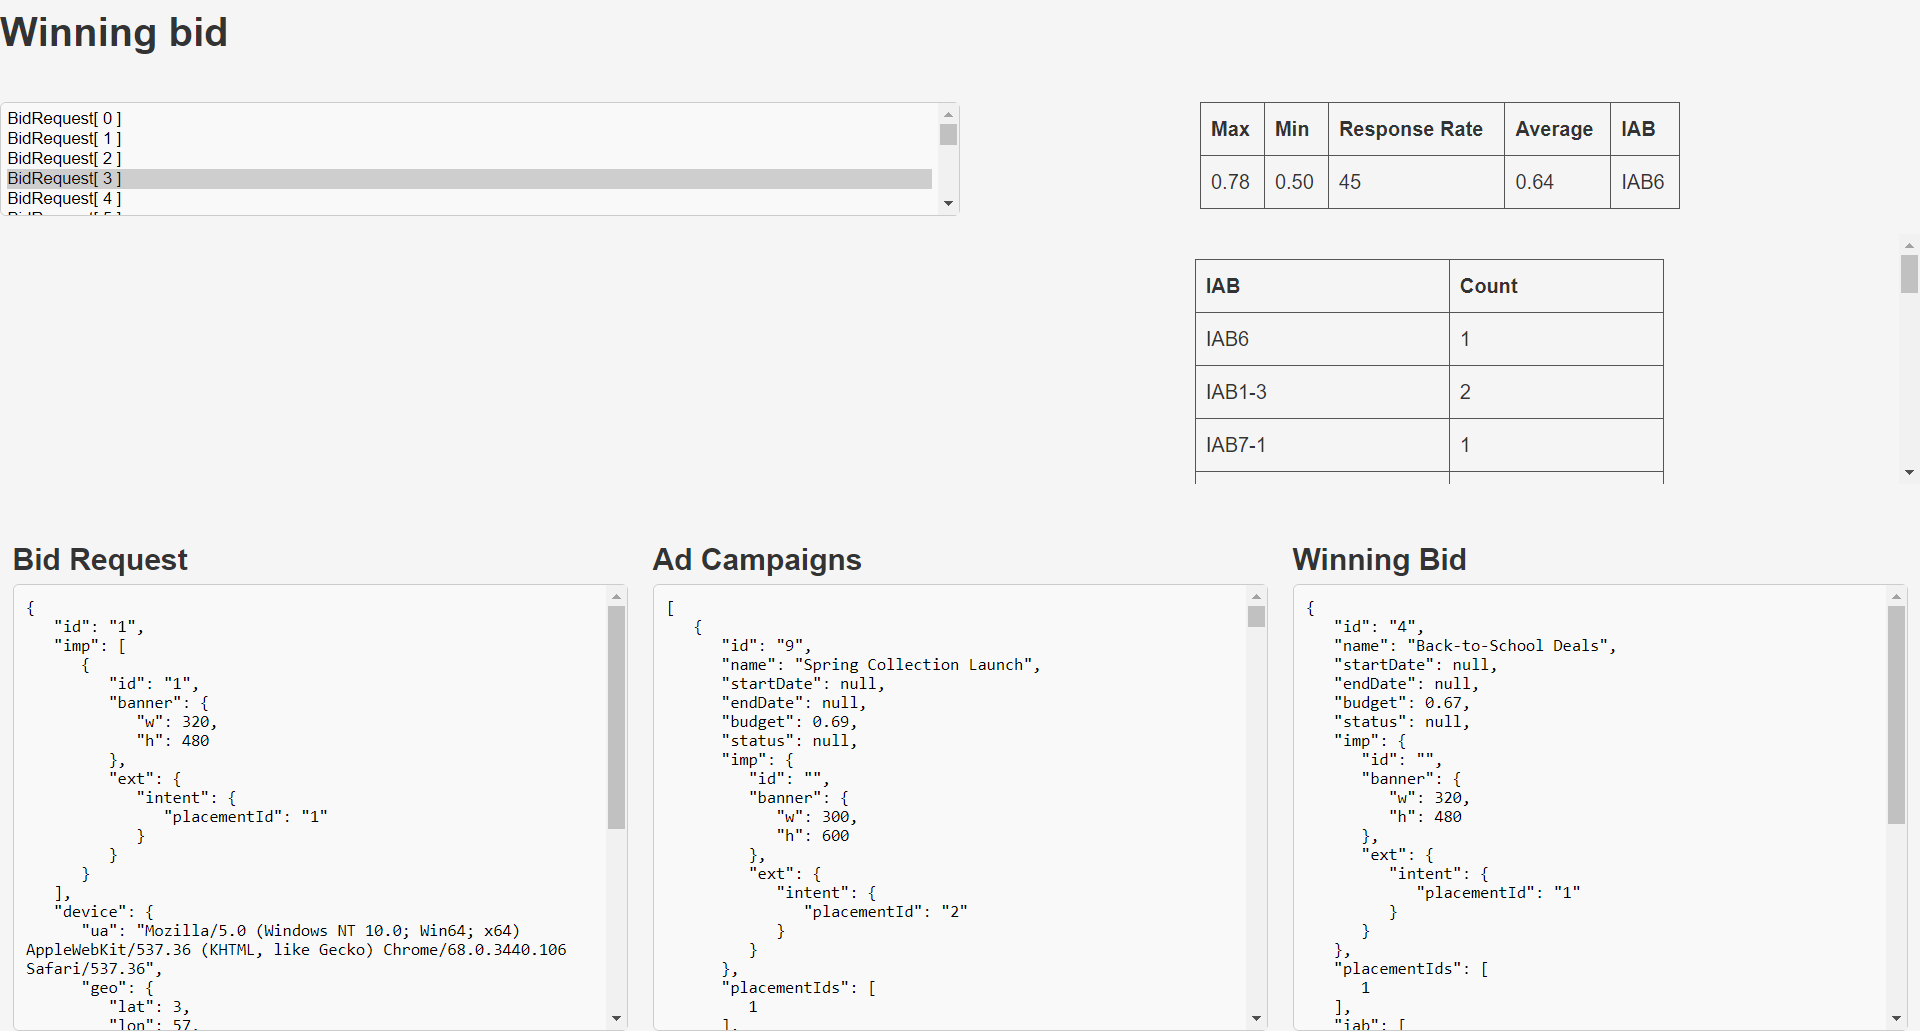 Winning bid
BidRequest[ 0 ]
BidRequest[ 1 ]
BidRequest[ 2 ]
BidRequest[ 3 ]
BidRequest[ 4 ]
BidRequest[ 5 ]
Max Min Response Rate Average IAB
0.78 0.50 45 0.64 IAB6
IAB Count
IAB6 1
IAB1-3 2
IAB7-1 1
Bid Request
{
"id": "1",
"imp": [
{
"id": "1",
"banner": {
"w": 320,
"h": 480
},
"ext": {
"intent": {
"placementId": "1"
}
}
}
],
"device": {
"ua": "Mozilla/5.0 (Windows NT 10.0; Win64; x64)
AppleWebKit/537.36 (KHTML, like Gecko) Chrome/68.0.3440.106
Safari/537.36",
"geo": {
"lat": 3,
"lon": 57,
Ad Campaigns
[
{
"id": "9",
"name": "Spring Collection Launch",
"startDate": null,
"endDate": null,
"budget": 0.69,
"status": null,
"imp": {
"id": "",
"banner": {
"w": 300,
"h": 600
},
"ext": {
"intent": {
"placementId": "2"
}
}
},
"placementIds": [
1
],
Winning Bid
{
"id": "4",
"name": "Back-to-School Deals",
"startDate": null,
"endDate": null,
"budget": 0.67,
"status": null,
"imp": {
"id": "",
"banner": {
"w": 320,
"h": 480
},
"ext": {
"intent": {
"placementId": "1"
}
}
},
"placementIds": [
1
],
"iab": [